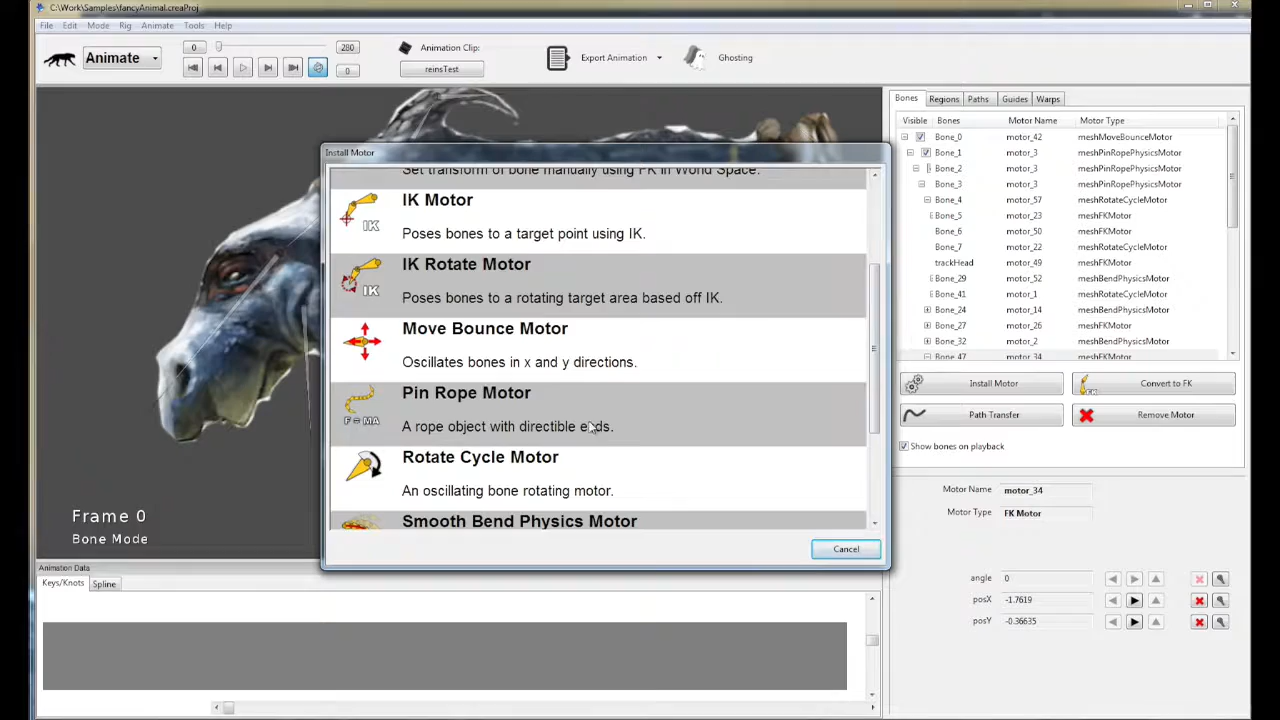 C:\Work\Samples\fancyAnimal.creaProj
File Edit Mode Rig Animate Tools Help
Animate
0
280
0
Animation Clip:
reinsTest
Export Animation
Ghosting
Install Motor
Set transform of bone manually using FK in World Space.
IK Motor
IK
Poses bones to a target point using IK.
IK Rotate Motor
IK
Poses bones to a rotating target area based off IK.
Move Bounce Motor
Oscillates bones in x and y directions.
Pin Rope Motor
F = MA
A rope object with directible ends.
Rotate Cycle Motor
An oscillating bone rotating motor.
Smooth Bend Physics Motor
Cancel
Frame 0
Bone Mode
Bones Regions Paths Guides Warps
Visible Bones Motor Name Motor Type
Bone_0 motor_42 meshMoveBounceMotor
Bone_1 motor_3 meshPinRopePhysicsMotor
Bone_2 motor_3 meshPinRopePhysicsMotor
Bone_3 motor_3 meshPinRopePhysicsMotor
Bone_4 motor_57 meshRotateCycleMotor
Bone_5 motor_23 meshFKMotor
Bone_6 motor_50 meshFKMotor
Bone_7 motor_22 meshRotateCycleMotor
trackHead motor_49 meshFKMotor
Bone_29 motor_52 meshBendPhysicsMotor
Bone_41 motor_1 meshRotateCycleMotor
Bone_24 motor_14 meshBendPhysicsMotor
Bone_27 motor_26 meshFKMotor
Bone_32 motor_2 meshBendPhysicsMotor
Bone_47 motor_34 meshFKMotor
Install Motor
FK
Convert to FK
Path Transfer
Remove Motor
Show bones on playback
Motor Name motor_34
Motor Type FK Motor
angle 0
posX -1.7619
posY -0.36635
Animation Data
Keys/Knots Spline